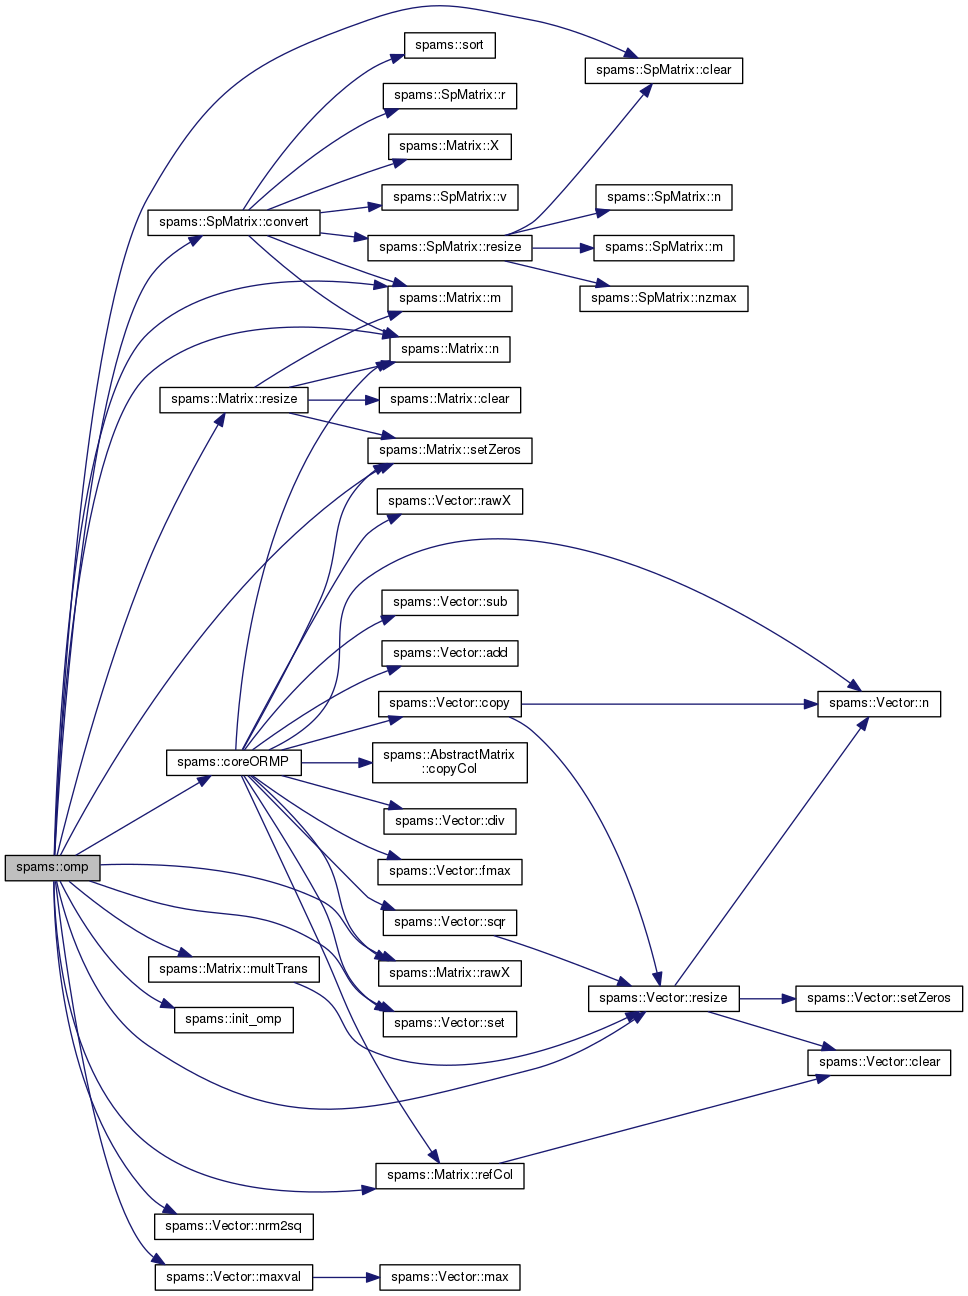 spams::sort
spams::SpMatrix::clear
spams::SpMatrix::r
spams::Matrix::X
spams::SpMatrix::v
spams::SpMatrix::n
spams::SpMatrix::convert
spams::SpMatrix::resize
spams::SpMatrix::m
spams::Matrix::m
spams::SpMatrix::nzmax
spams::Matrix::n
spams::Matrix::resize
spams::Matrix::clear
spams::Matrix::setZeros
spams::Vector::rawX
spams::Vector::sub
spams::Vector::add
spams::Vector::copy
spams::Vector::n
spams::coreORMP
spams::AbstractMatrix
::copyCol
spams::Vector::div
spams::omp
spams::Vector::fmax
spams::Vector::sqr
spams::Matrix::multTrans
spams::Matrix::rawX
spams::Vector::resize
spams::Vector::setZeros
spams::init_omp
spams::Vector::set
spams::Vector::clear
spams::Matrix::refCol
spams::Vector::nrm2sq
spams::Vector::maxval
spams::Vector::max